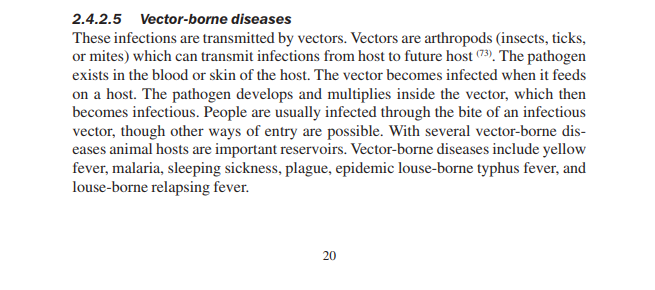 2.4.2.5 Vector-borne diseases
These infections are transmitted by vectors. Vectors are arthropods (insects, ticks,
or mites) which can transmit infections from host to future host (73). The pathogen
exists in the blood or skin of the host. The vector becomes infected when it feeds
on a host. The pathogen develops and multiplies inside the vector, which then
becomes infectious. People are usually infected through the bite of an infectious
vector, though other ways of entry are possible. With several vector-borne dis-
eases animal hosts are important reservoirs. Vector-borne diseases include yellow
fever, malaria, sleeping sickness, plague, epidemic louse-borne typhus fever, and
louse-borne relapsing fever.
20